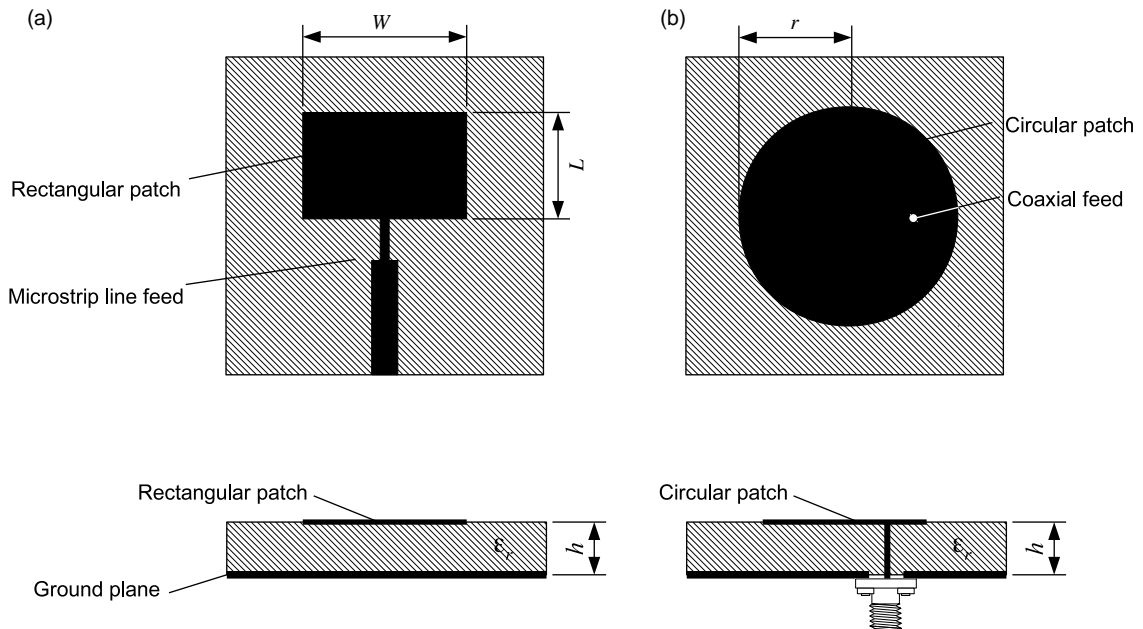 (a)
W
L
Rectangular patch
Microstrip line feed
Rectangular patch
εr
h
Ground plane
(b)
r
Circular patch
Coaxial feed
Circular patch
εr
h